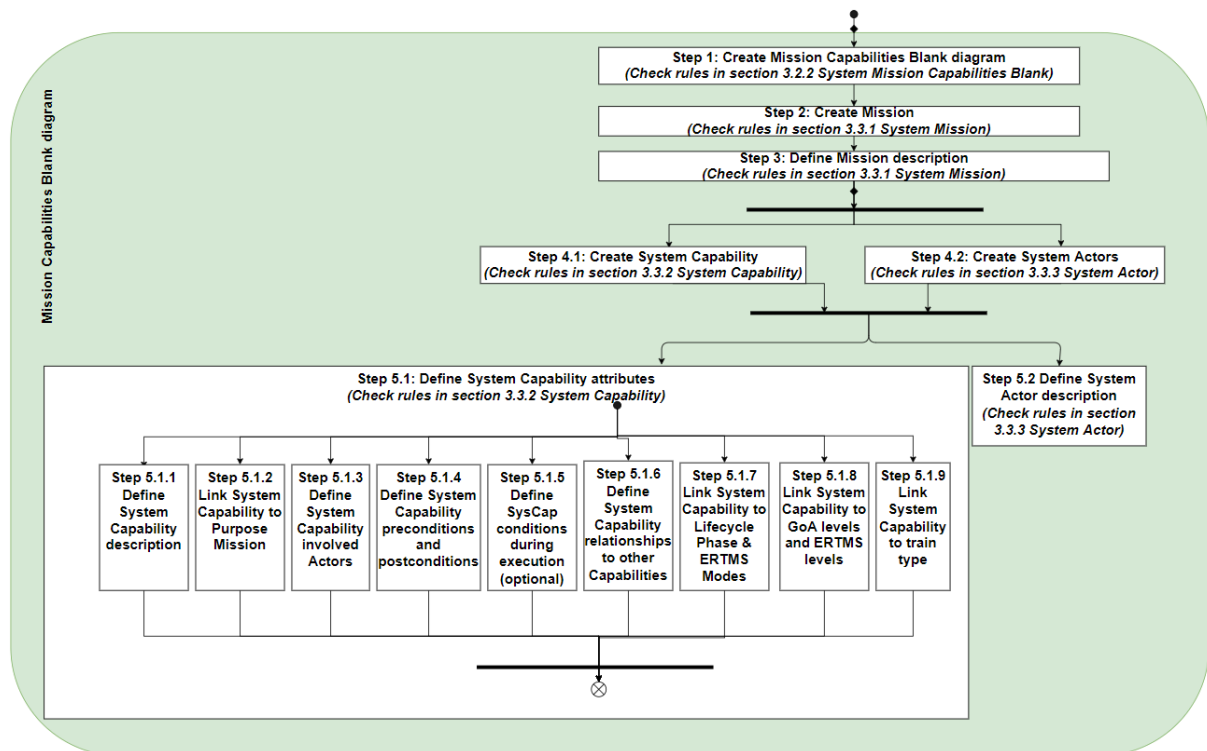 Mission Capabilities Blank diagram
Step 1: Create Mission Capabilities Blank diagram
(Check rules in section 3.2.2 System Mission Capabilities Blank)
Step 2: Create Mission
(Check rules in section 3.3.1 System Mission)
Step 3: Define Mission description
(Check rules in section 3.3.1 System Mission)
Step 4.1: Create System Capability
(Check rules in section 3.3.2 System Capability)
Step 4.2: Create System Actors
(Check rules in section 3.3.3 System Actor)
Step 5.1: Define System Capability attributes
(Check rules in section 3.3.2 System Capability)
Step 5.2 Define System
Actor description
(Check rules in section
3.3.3 System Actor)
Step 5.1.1
Define
System
Capability
description
Step 5.1.2
Link System
Capability to
Purpose
Mission
Step 5.1.3
Define
System
Capability
involved
Actors
Step 5.1.4
Define System
Capability
preconditions
and
postconditions
Step 5.1.5
Define
SysCap
conditions
during
execution
(optional)
Step 5.1.6
Define
System
Capability
relationships
to other
Capabilities
Step 5.1.7
Link System
Capability to
Lifecycle
Phase &
ERTMS
Modes
Step 5.1.8
Link System
Capability to
GoA levels
and ERTMS
levels
Step 5.1.9
Link
System
Capability
to train
type